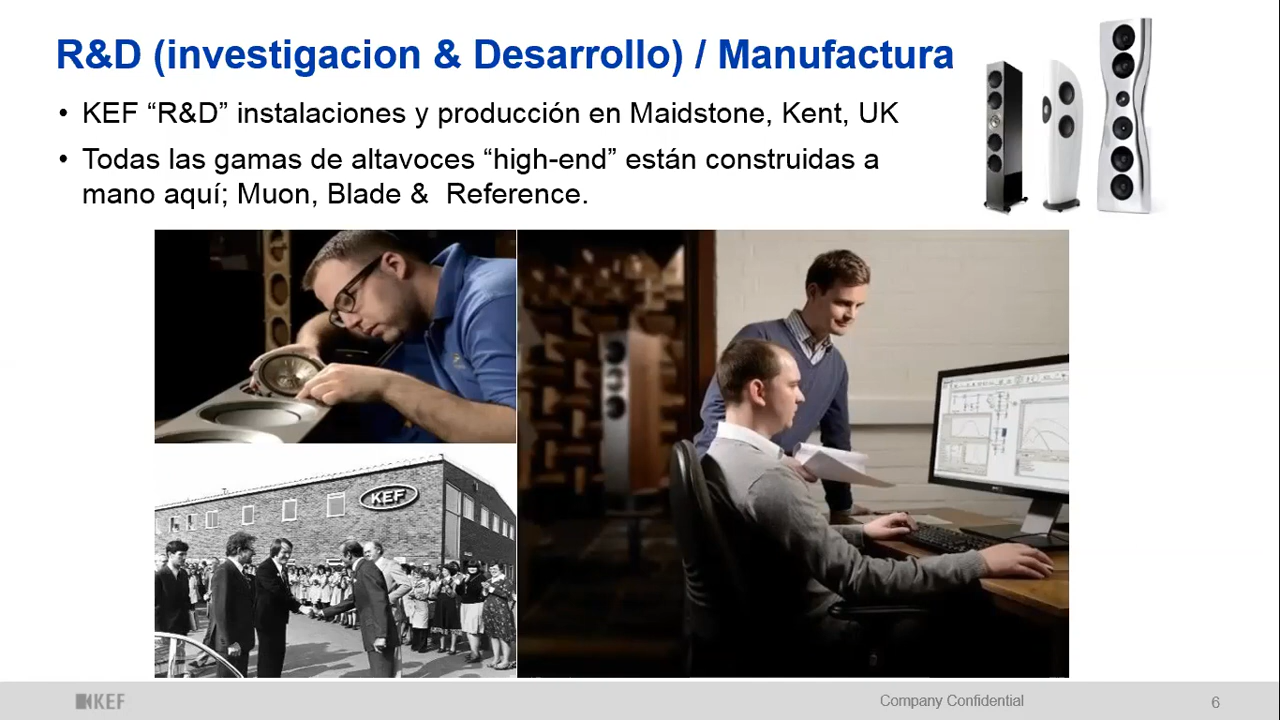 R&D (investigacion & Desarrollo) / Manufactura
• KEF “R&D” instalaciones y producción en Maidstone, Kent, UK
• Todas las gamas de altavoces “high-end” están construidas a
mano aquí; Muon, Blade & Reference.
KEF
KEF
Company Confidential
6